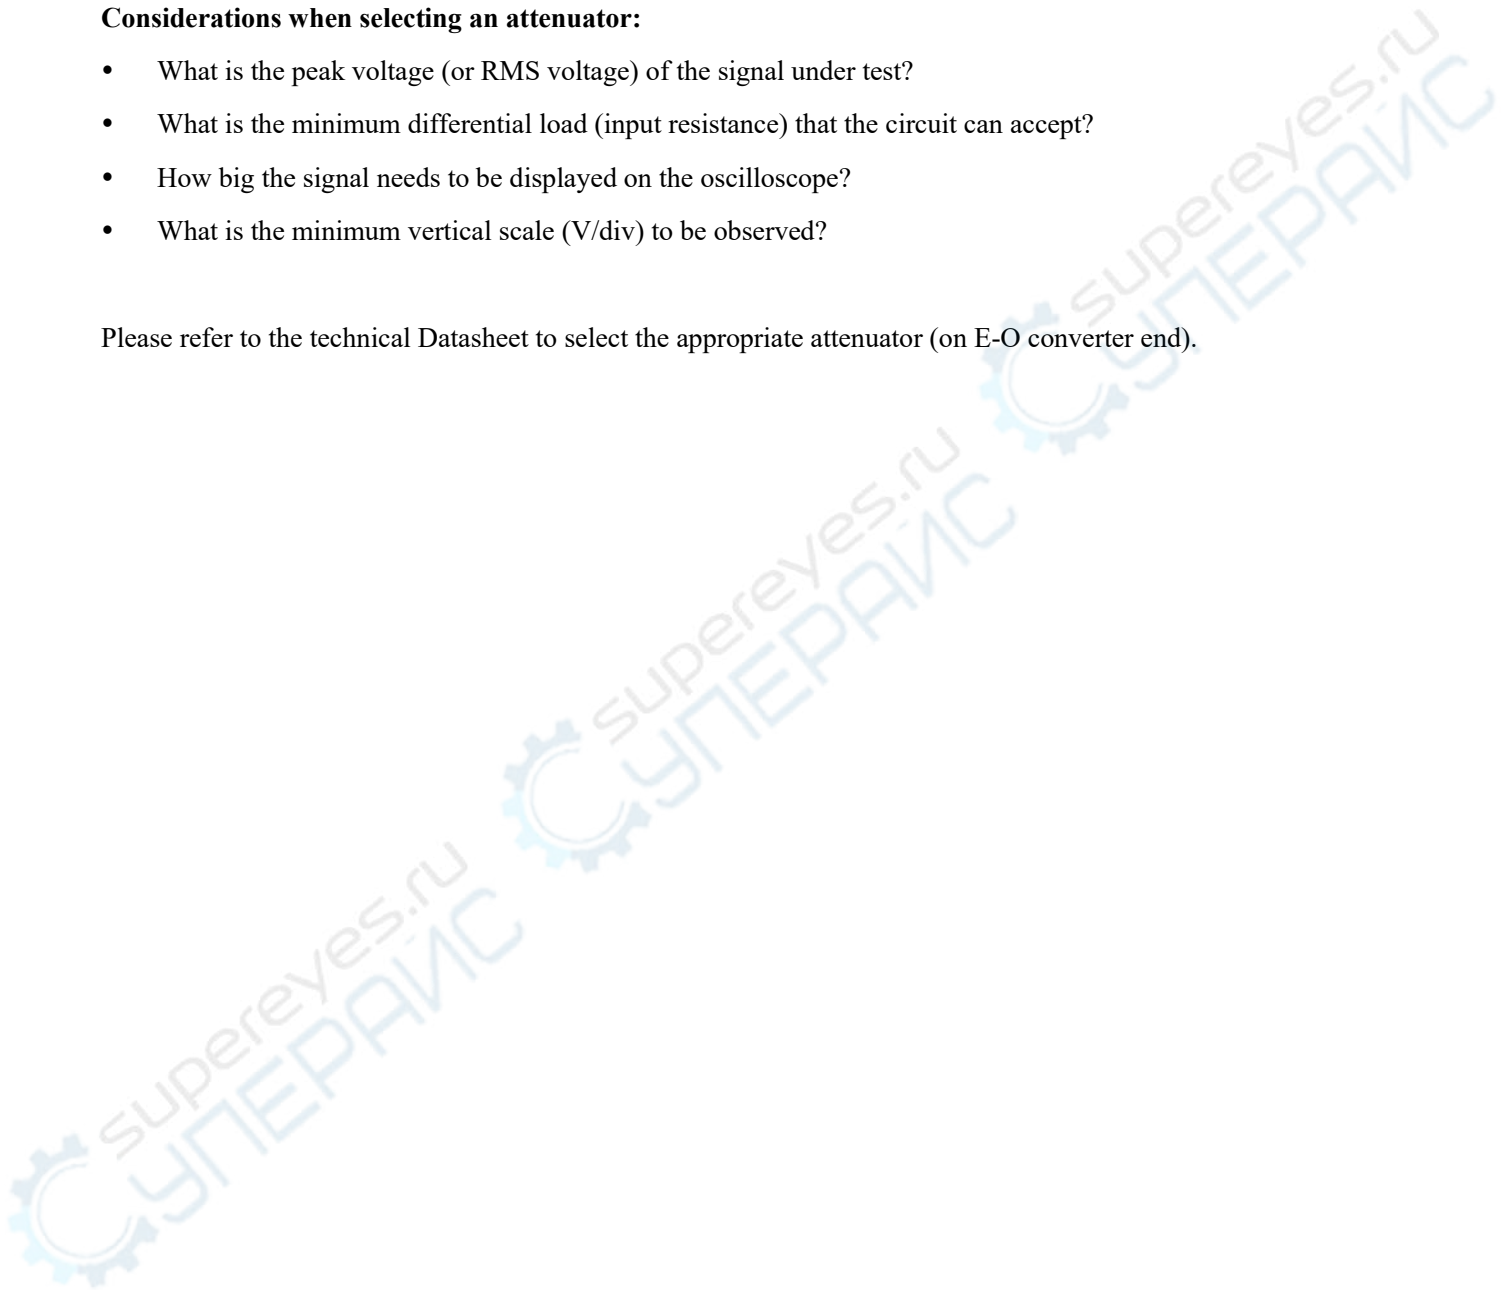 Considerations when selecting an attenuator:
• What is the peak voltage (or RMS voltage) of the signal under test?
• What is the minimum differential load (input resistance) that the circuit can accept?
• How big the signal needs to be displayed on the oscilloscope?
• What is the minimum vertical scale (V/div) to be observed?
Please refer to the technical Datasheet to select the appropriate attenuator (on E-O converter end).
supereyes.ru
СУПЕРАЙС
supereyes.ru
СУПЕРАЙС
supereyes.ru
СУПЕРАЙС